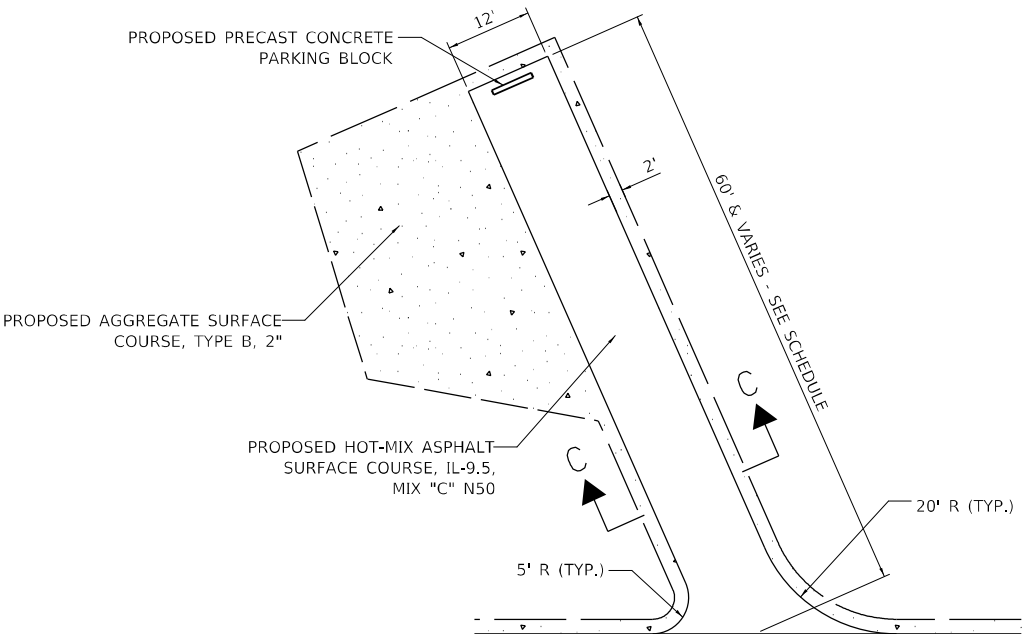 12'
PROPOSED PRECAST CONCRETE
PARKING BLOCK
2'
60' & VARIES - SEE SCHEDULE
PROPOSED AGGREGATE SURFACE
COURSE, TYPE B, 2"
C
PROPOSED HOT-MIX ASPHALT
SURFACE COURSE, IL-9.5,
MIX "C" N50
C
20' R (TYP.)
5' R (TYP.)